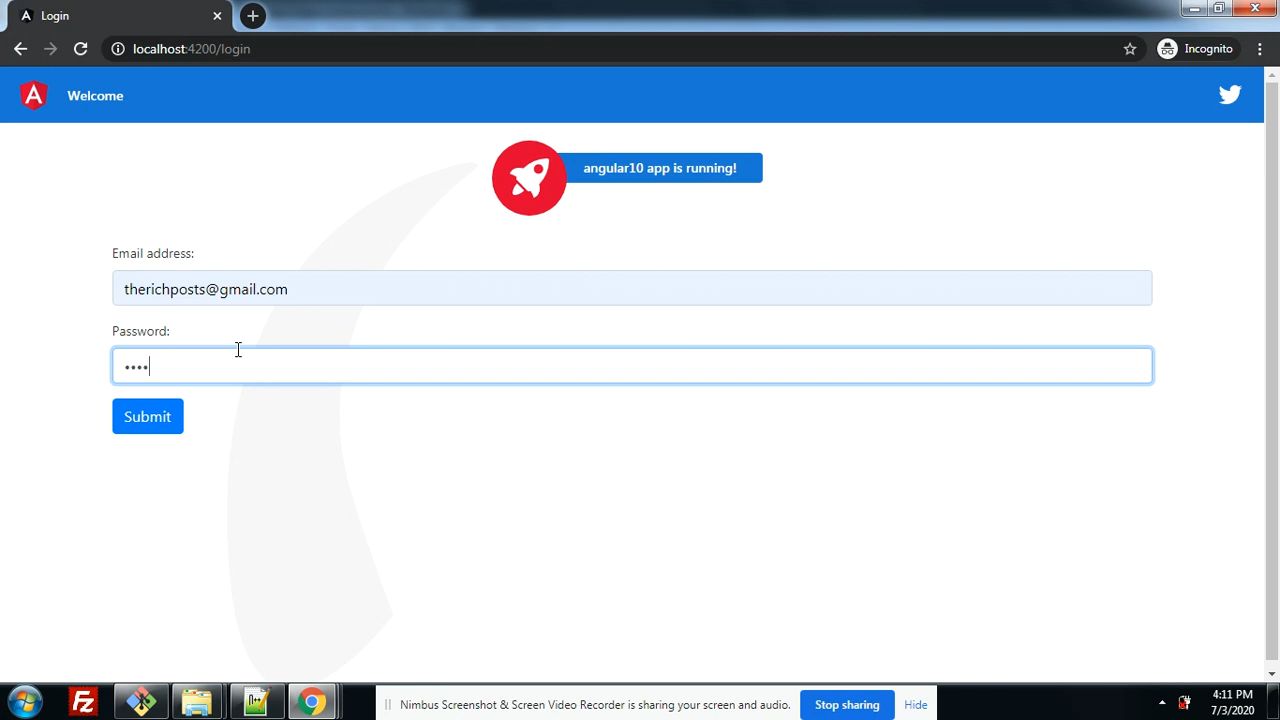 Login
localhost:4200/login
Incognito
Welcome
angular10 app is running!
Email address:
therichposts@gmail.com
Password:
••••
Submit
Nimbus Screenshot & Screen Video Recorder is sharing your screen and audio.
Stop sharing
Hide
4:11 PM
7/3/2020